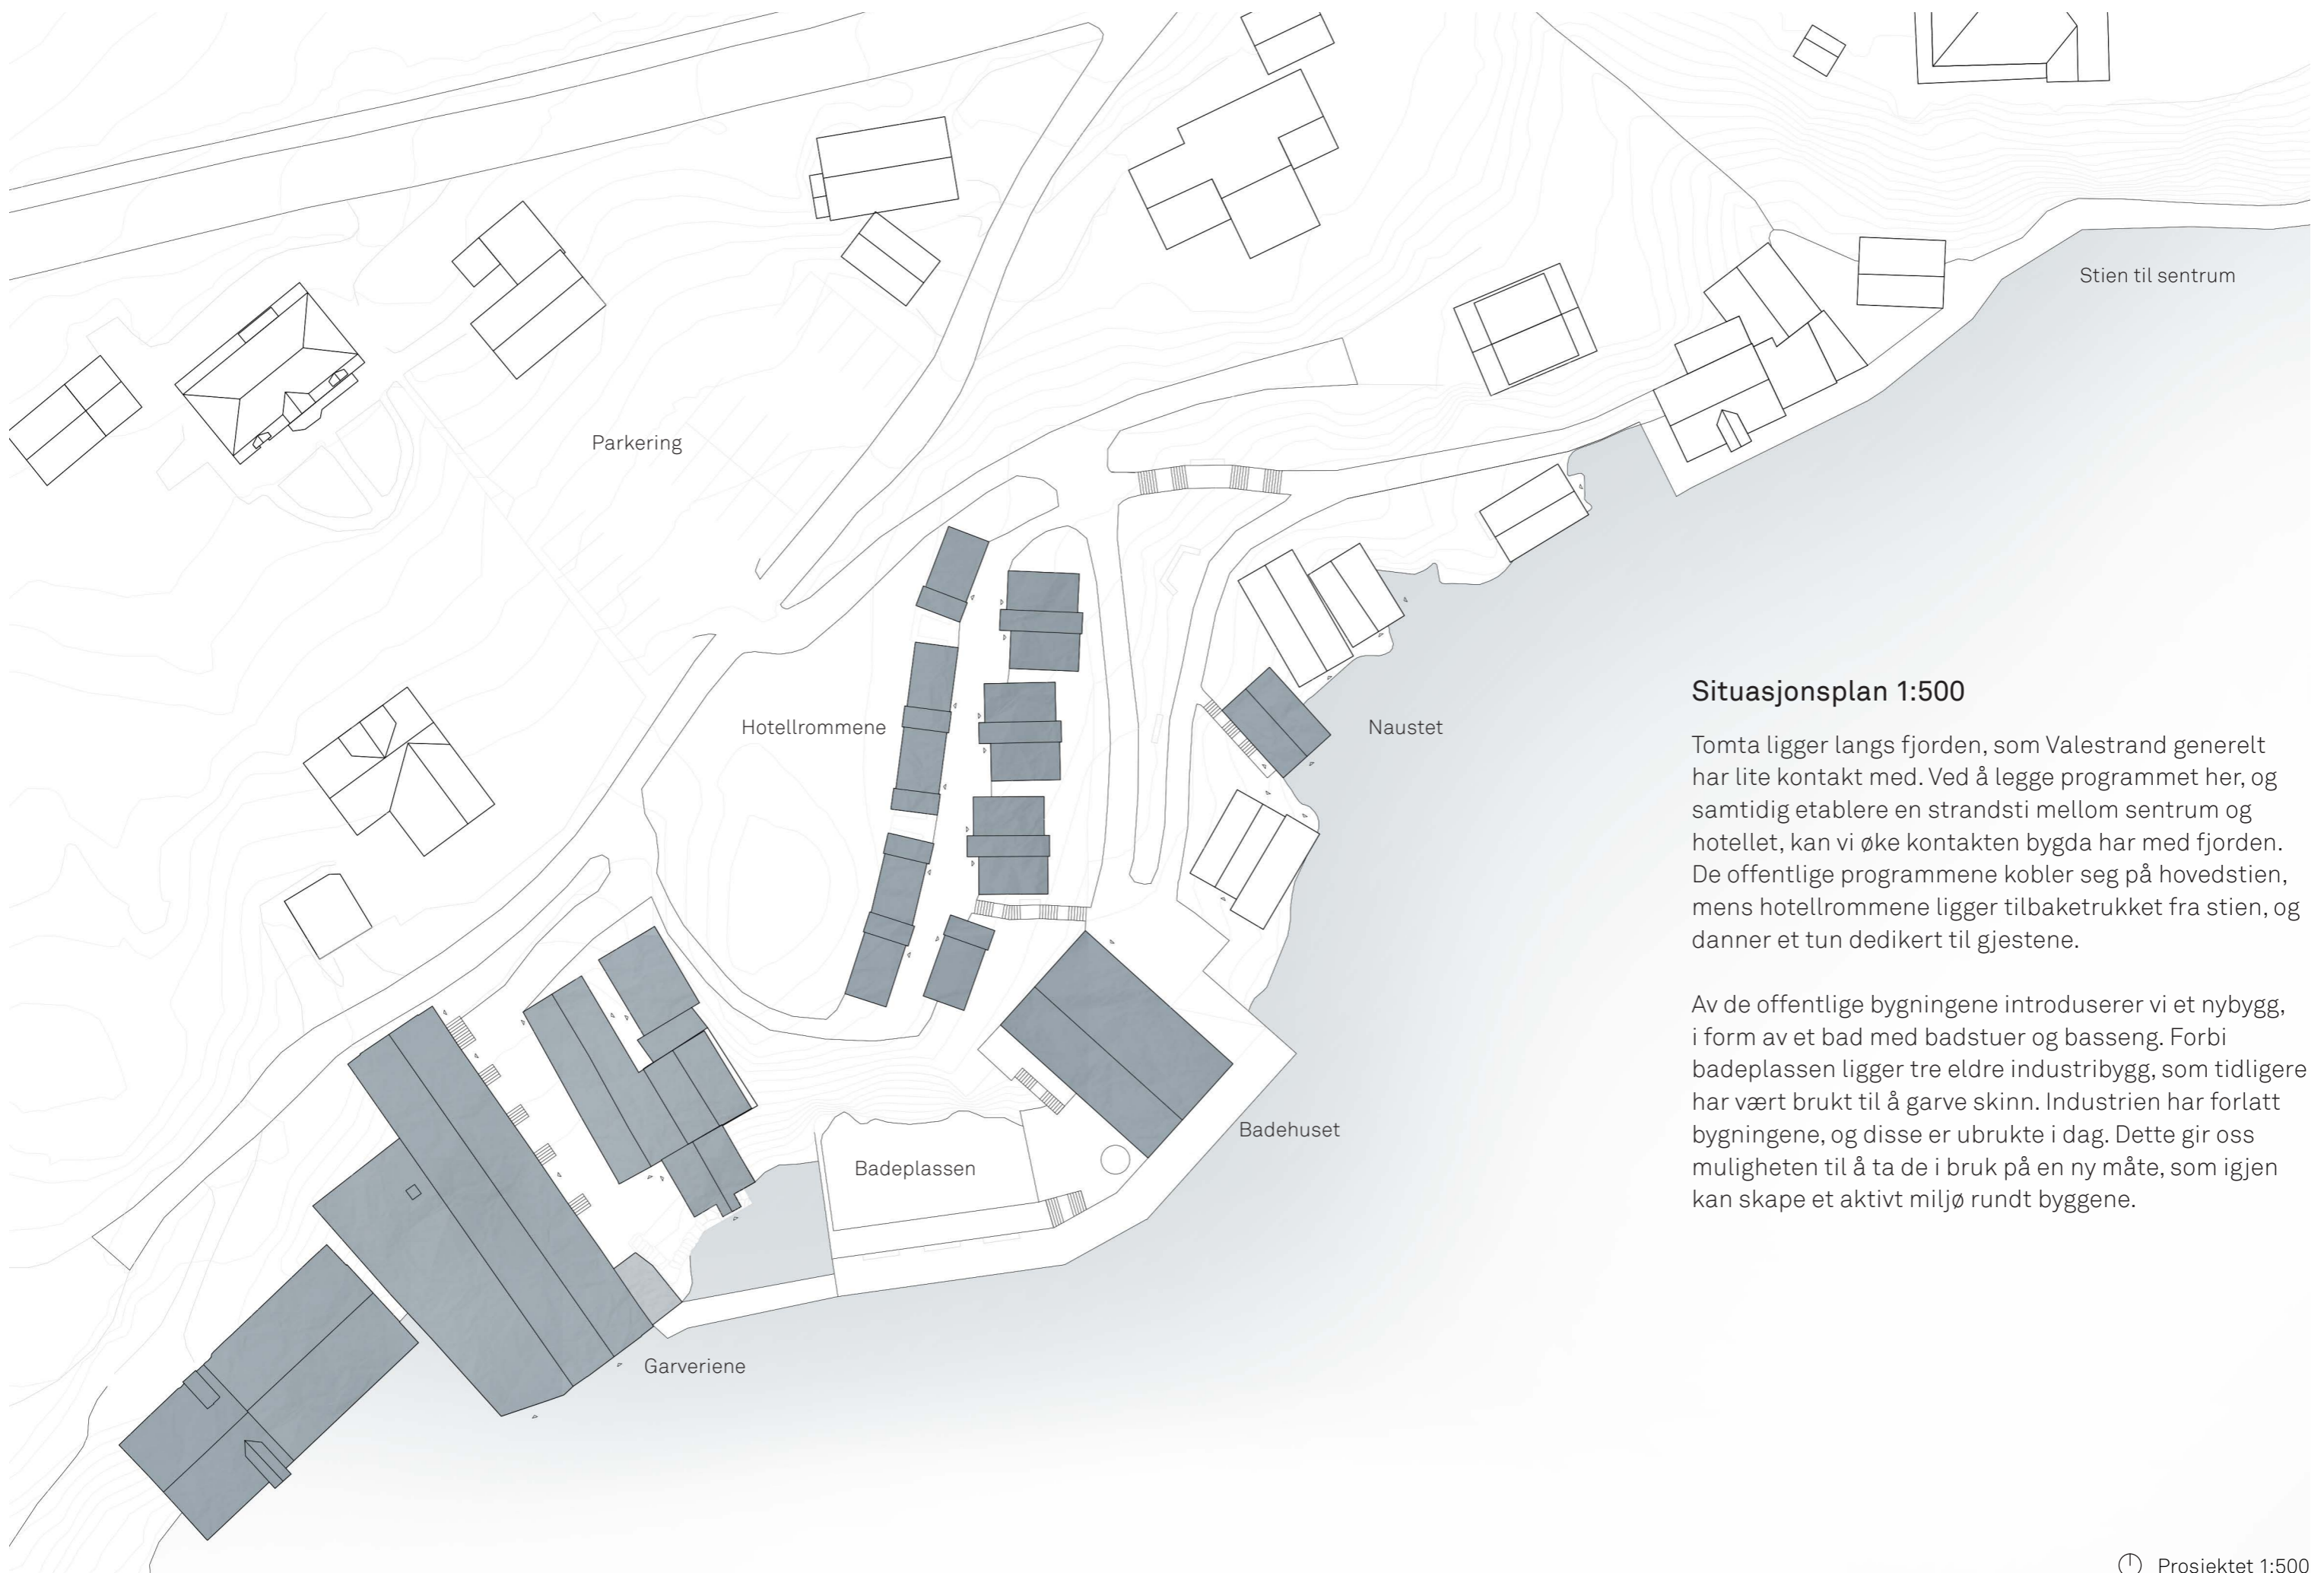 Stien til sentrum
Parkering
Hotellrommene
Naustet
Situasjonsplan 1:500
Tomta ligger langs fjorden, som Valestrand generelt
har lite kontakt med. Ved å legge programmet her, og
samtidig etablere en strandsti mellom sentrum og
hotellet, kan vi øke kontakten bygda har med fjorden.
De offentlige programmene kobler seg på hovedstien,
mens hotellrommene ligger tilbaketrukket fra stien, og
danner et tun dedikert til gjestene.
Av de offentlige bygningene introduserer vi et nybygg,
i form av et bad med badstuer og basseng. Forbi
badeplassen ligger tre eldre industribygg, som tidligere
har vært brukt til å garve skinn. Industrien har forlatt
bygningene, og disse er ubrukte i dag. Dette gir oss
muligheten til å ta de i bruk på en ny måte, som igjen
kan skape et aktivt miljø rundt byggene.
Badehuset
Badeplassen
Garveriene
Prosjektet 1:500